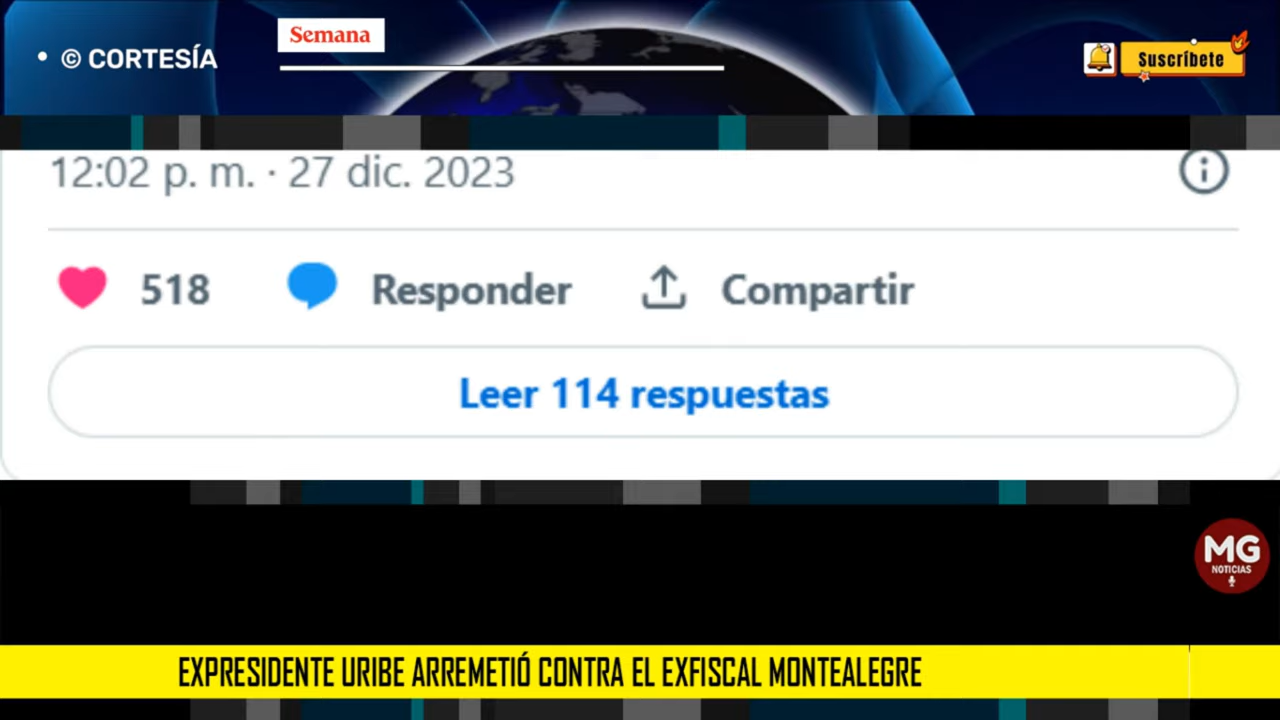 • © CORTESÍA
Semana
Suscríbete
12:02 p. m. · 27 dic. 2023
518 Responder Compartir
Leer 114 respuestas
MG
NOTICIAS
EXPRESIDENTE URIBE ARREMETIÓ CONTRA EL EXFISCAL MONTEALEGRE